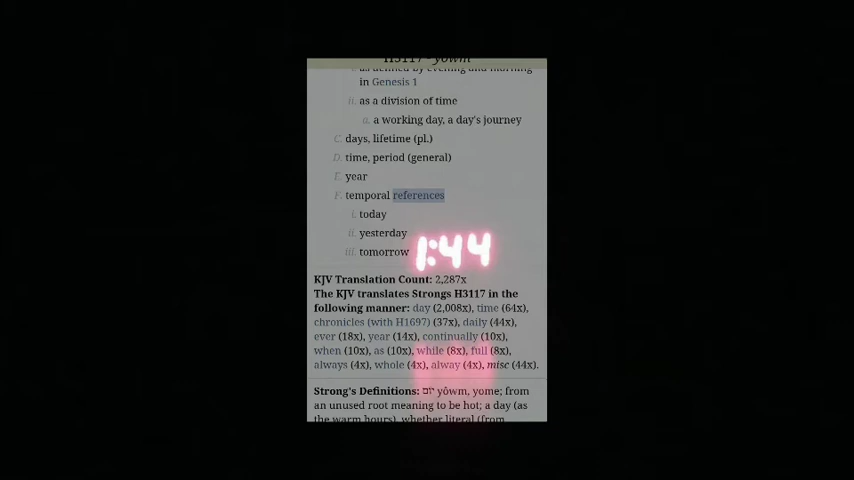 H3117 - yowm
as defined by evening and morning
in Genesis 1
ii. as a division of time
a. a working day, a day's journey
C. days, lifetime (pl.)
D. time, period (general)
E. year
F. temporal references
i. today
ii. yesterday
iii. tomorrow
1:44
KJV Translation Count: 2,287x
The KJV translates Strongs H3117 in the
following manner: day (2,008x), time (64x),
chronicles (with H1697) (37x), daily (44x),
ever (18x), year (14x), continually (10x),
when (10x), as (10x), while (8x), full (8x),
always (4x), whole (4x), alway (4x), misc (44x).
Strong's Definitions: יוֹם yôwm, yome; from
an unused root meaning to be hot; a day (as
the warm hours), whether literal (from